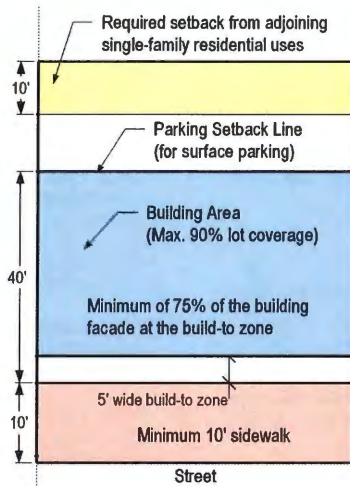 Required setback from adjoining
single-family residential uses
10'
Parking Setback Line
(for surface parking)
Building Area
(Max. 90% lot coverage)
40'
Minimum of 75% of the building
facade at the build-to zone
5' wide build-to zone
10'
Minimum 10' sidewalk
Street